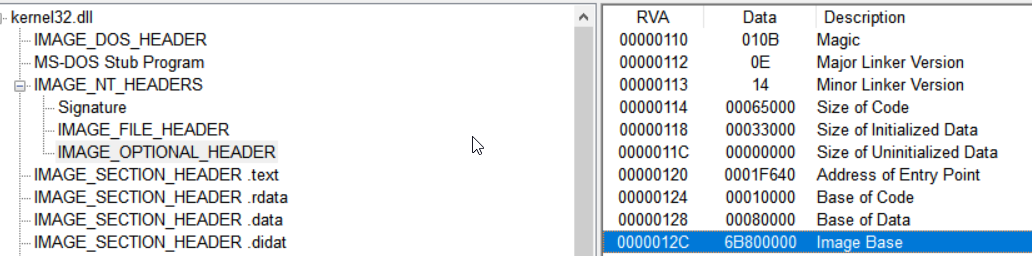 kernel32.dll
IMAGE_DOS_HEADER
MS-DOS Stub Program
IMAGE_NT_HEADERS
Signature
IMAGE_FILE_HEADER
IMAGE_OPTIONAL_HEADER
IMAGE_SECTION_HEADER .text
IMAGE_SECTION_HEADER .rdata
IMAGE_SECTION_HEADER .data
IMAGE_SECTION_HEADER .didat
RVA Data Description
00000110 010B Magic
00000112 0E Major Linker Version
00000113 14 Minor Linker Version
00000114 00065000 Size of Code
00000118 00033000 Size of Initialized Data
0000011C 00000000 Size of Uninitialized Data
00000120 0001F640 Address of Entry Point
00000124 00010000 Base of Code
00000128 00080000 Base of Data
0000012C 6B800000 Image Base